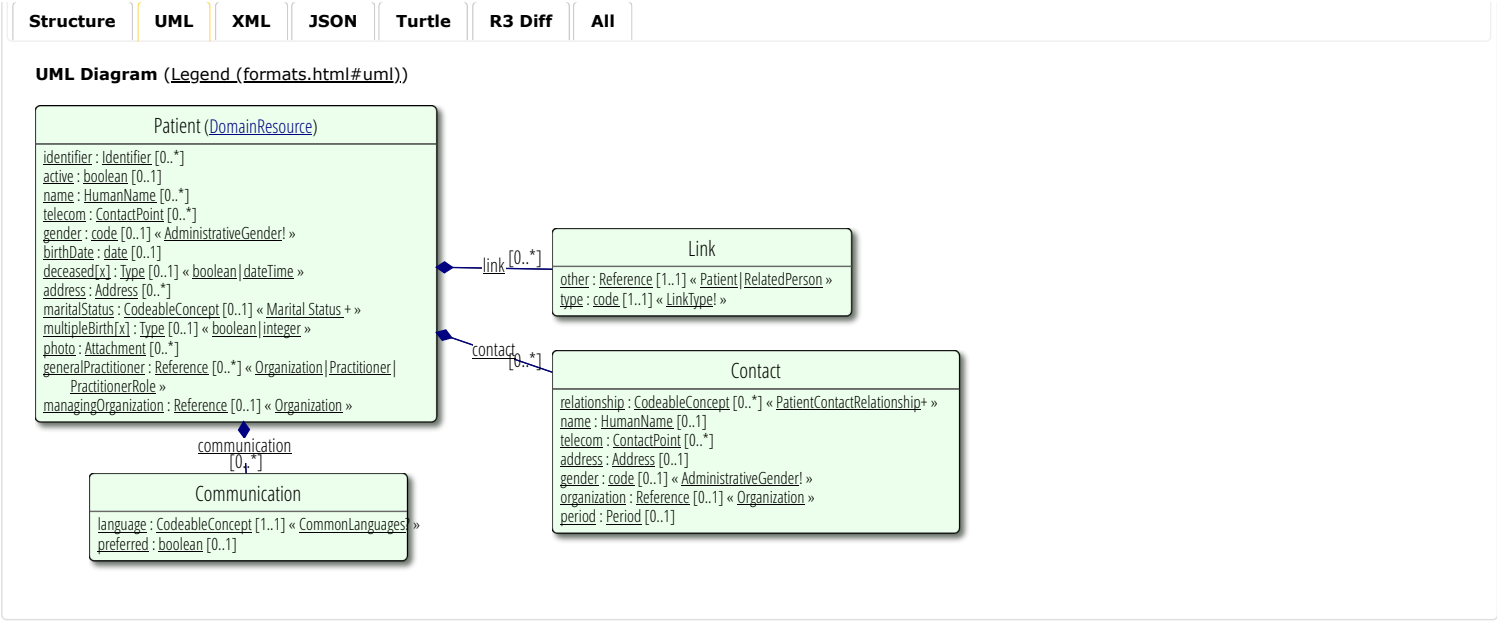 Structure UML XML JSON Turtle R3 Diff All
UML Diagram (Legend (formats.html#uml))
Patient (DomainResource)
identifier : Identifier [0..*]
active : boolean [0..1]
name : HumanName [0..*]
telecom : ContactPoint [0..*]
gender : code [0..1] « AdministrativeGender! »
birthDate : date [0..1]
deceased[x] : Type [0..1] « boolean|dateTime »
address : Address [0..*]
maritalStatus : CodeableConcept [0..1] « Marital Status + »
multipleBirth[x] : Type [0..1] « boolean|integer »
photo : Attachment [0..*]
generalPractitioner : Reference [0..*] « Organization|Practitioner|
PractitionerRole »
managingOrganization : Reference [0..1] « Organization »
link [0..*]
Link
other : Reference [1..1] « Patient|RelatedPerson »
type : code [1..1] « LinkType! »
contact
[0..*]
Contact
relationship : CodeableConcept [0..*] « PatientContactRelationship+ »
name : HumanName [0..1]
telecom : ContactPoint [0..*]
address : Address [0..1]
gender : code [0..1] « AdministrativeGender! »
organization : Reference [0..1] « Organization »
period : Period [0..1]
communication
[0..*]
Communication
language : CodeableConcept [1..1] « CommonLanguages? »
preferred : boolean [0..1]